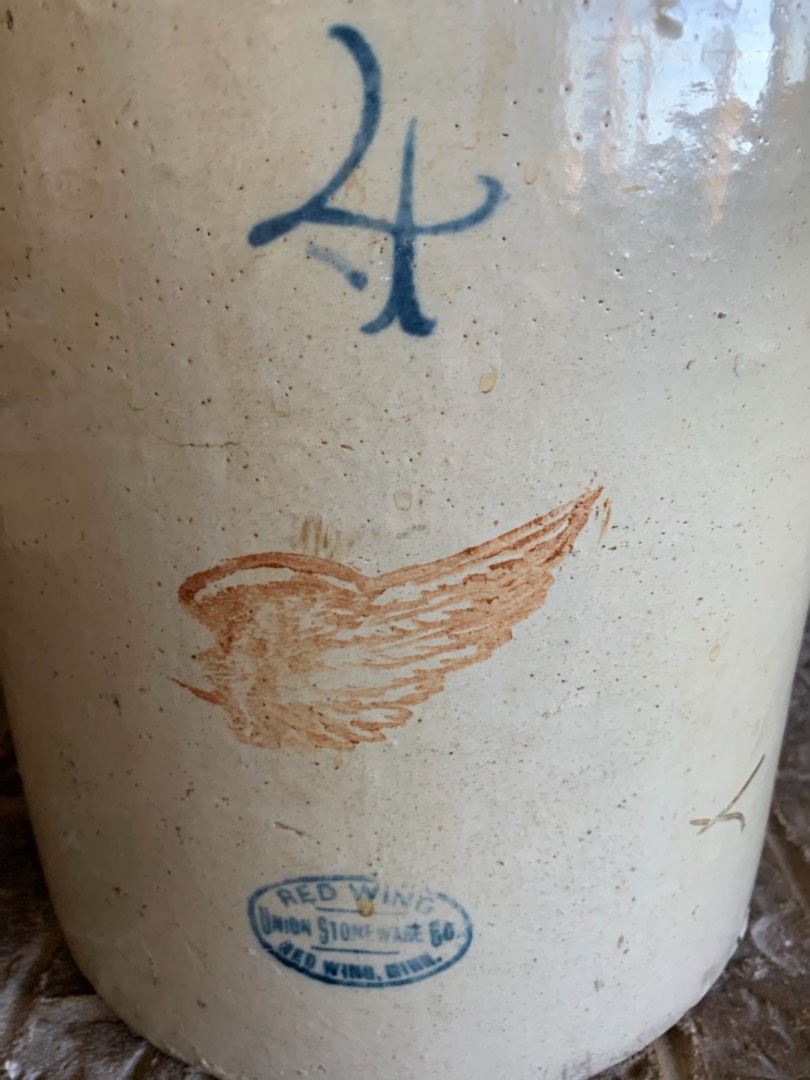 4
RED WING
UNION STONEWARE CO.
RED WING, MINN.